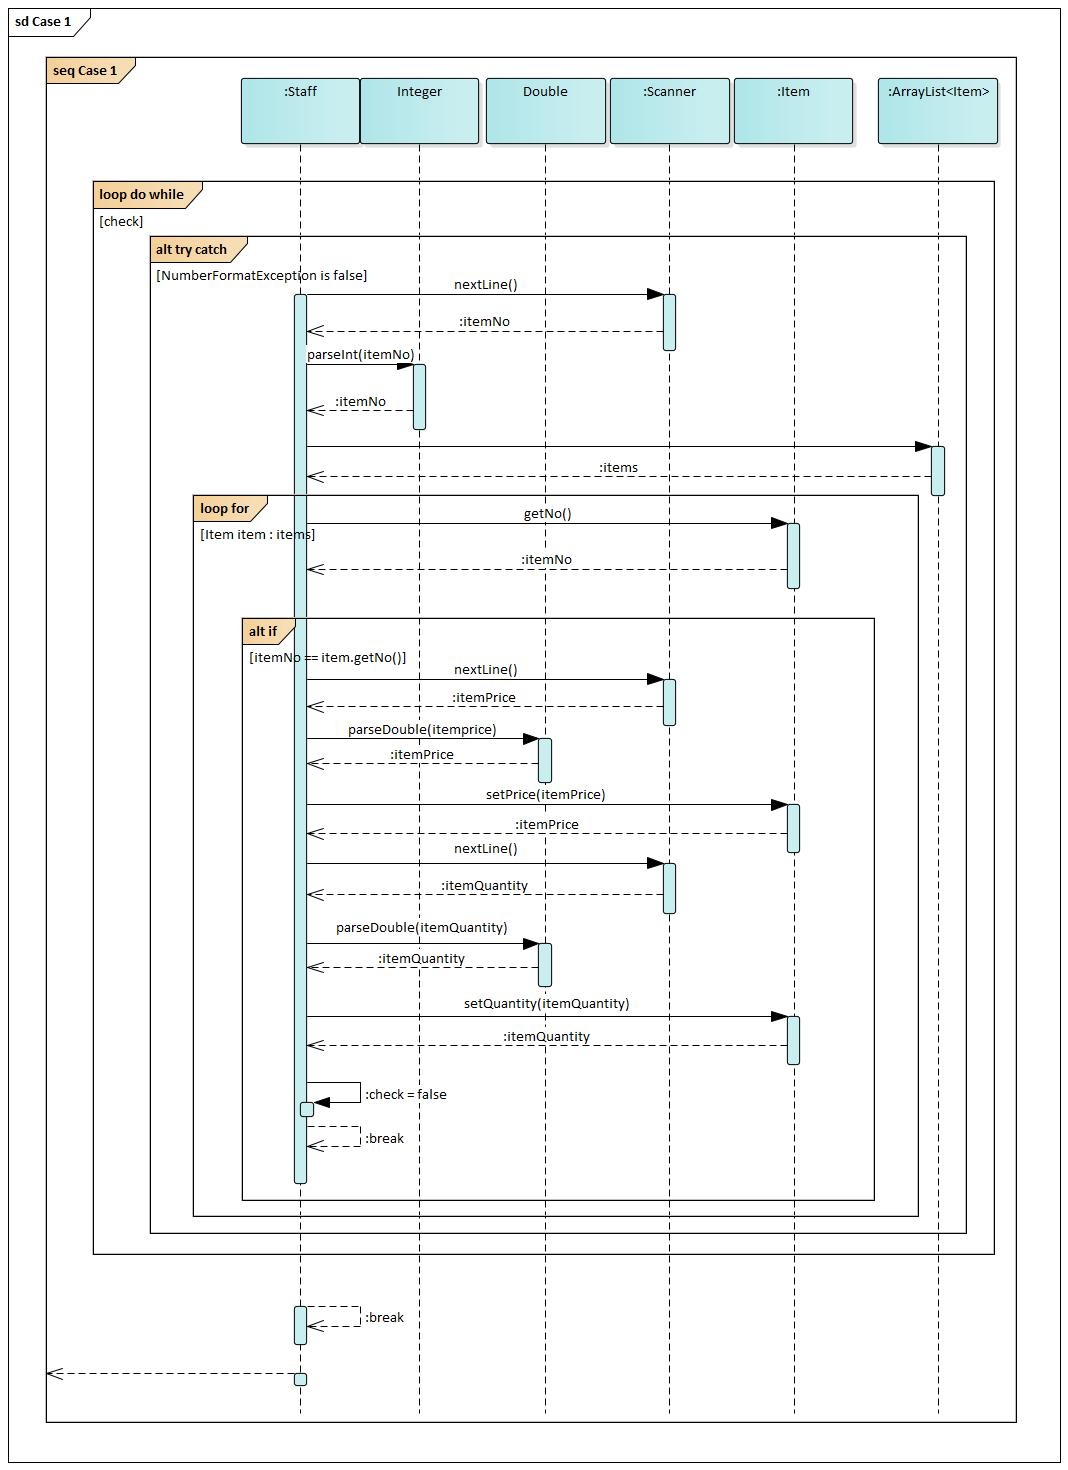 sd Case 1
seq Case 1
:Staff
Integer
Double
:Scanner
:Item
:ArrayList<Item>
loop do while
[check]
alt try catch
[NumberFormatException is false]
nextLine()
:itemNo
parseInt(itemNo)
:itemNo
:items
loop for
[Item item : items]
getNo()
:itemNo
alt if
[itemNo == item.getNo()]
nextLine()
:itemPrice
parseDouble(itemprice)
:itemPrice
setPrice(itemPrice)
:itemPrice
nextLine()
:itemQuantity
parseDouble(itemQuantity)
:itemQuantity
setQuantity(itemQuantity)
:itemQuantity
:check = false
:break
:break